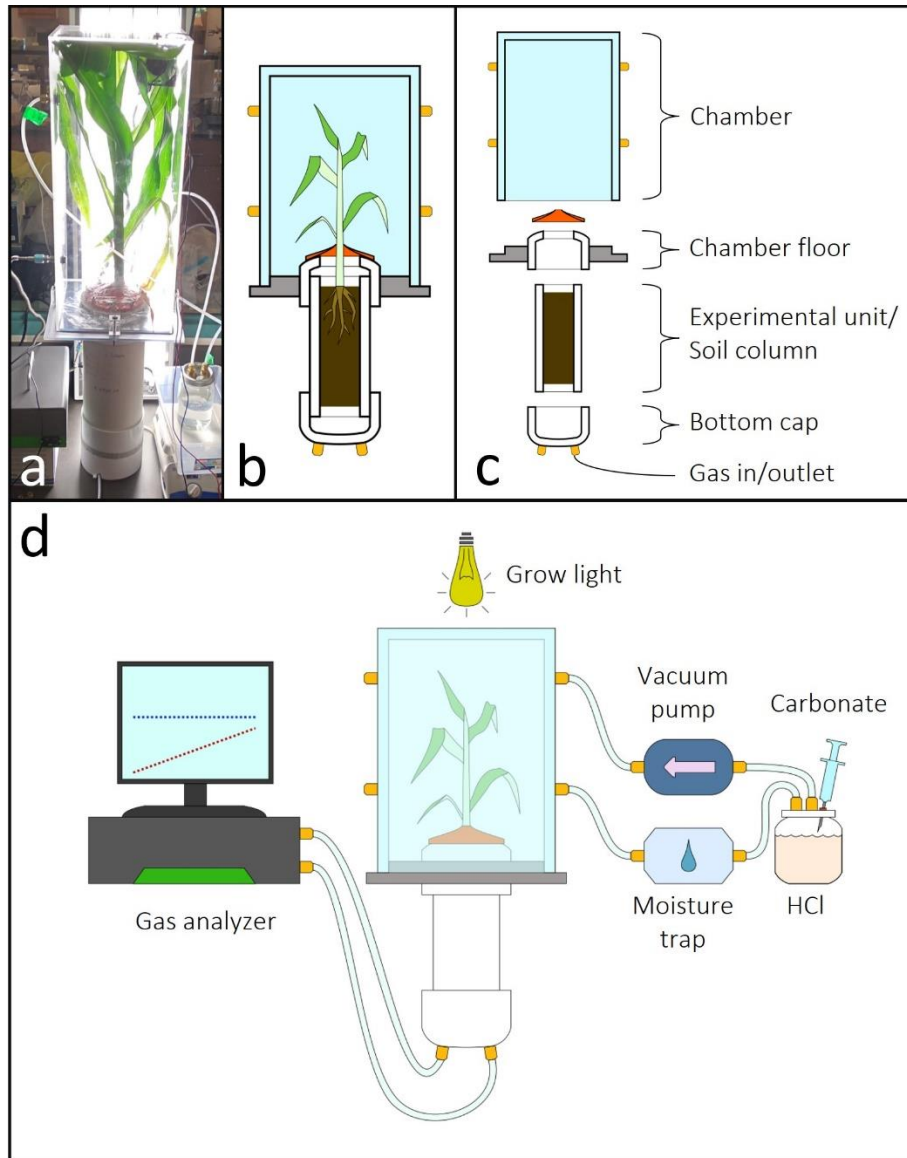 a
b
c
Chamber
Chamber floor
Experimental unit/
Soil column
Bottom cap
Gas in/outlet
d
Grow light
Vacuum
pump
Carbonate
Gas analyzer
Moisture
trap
HCl